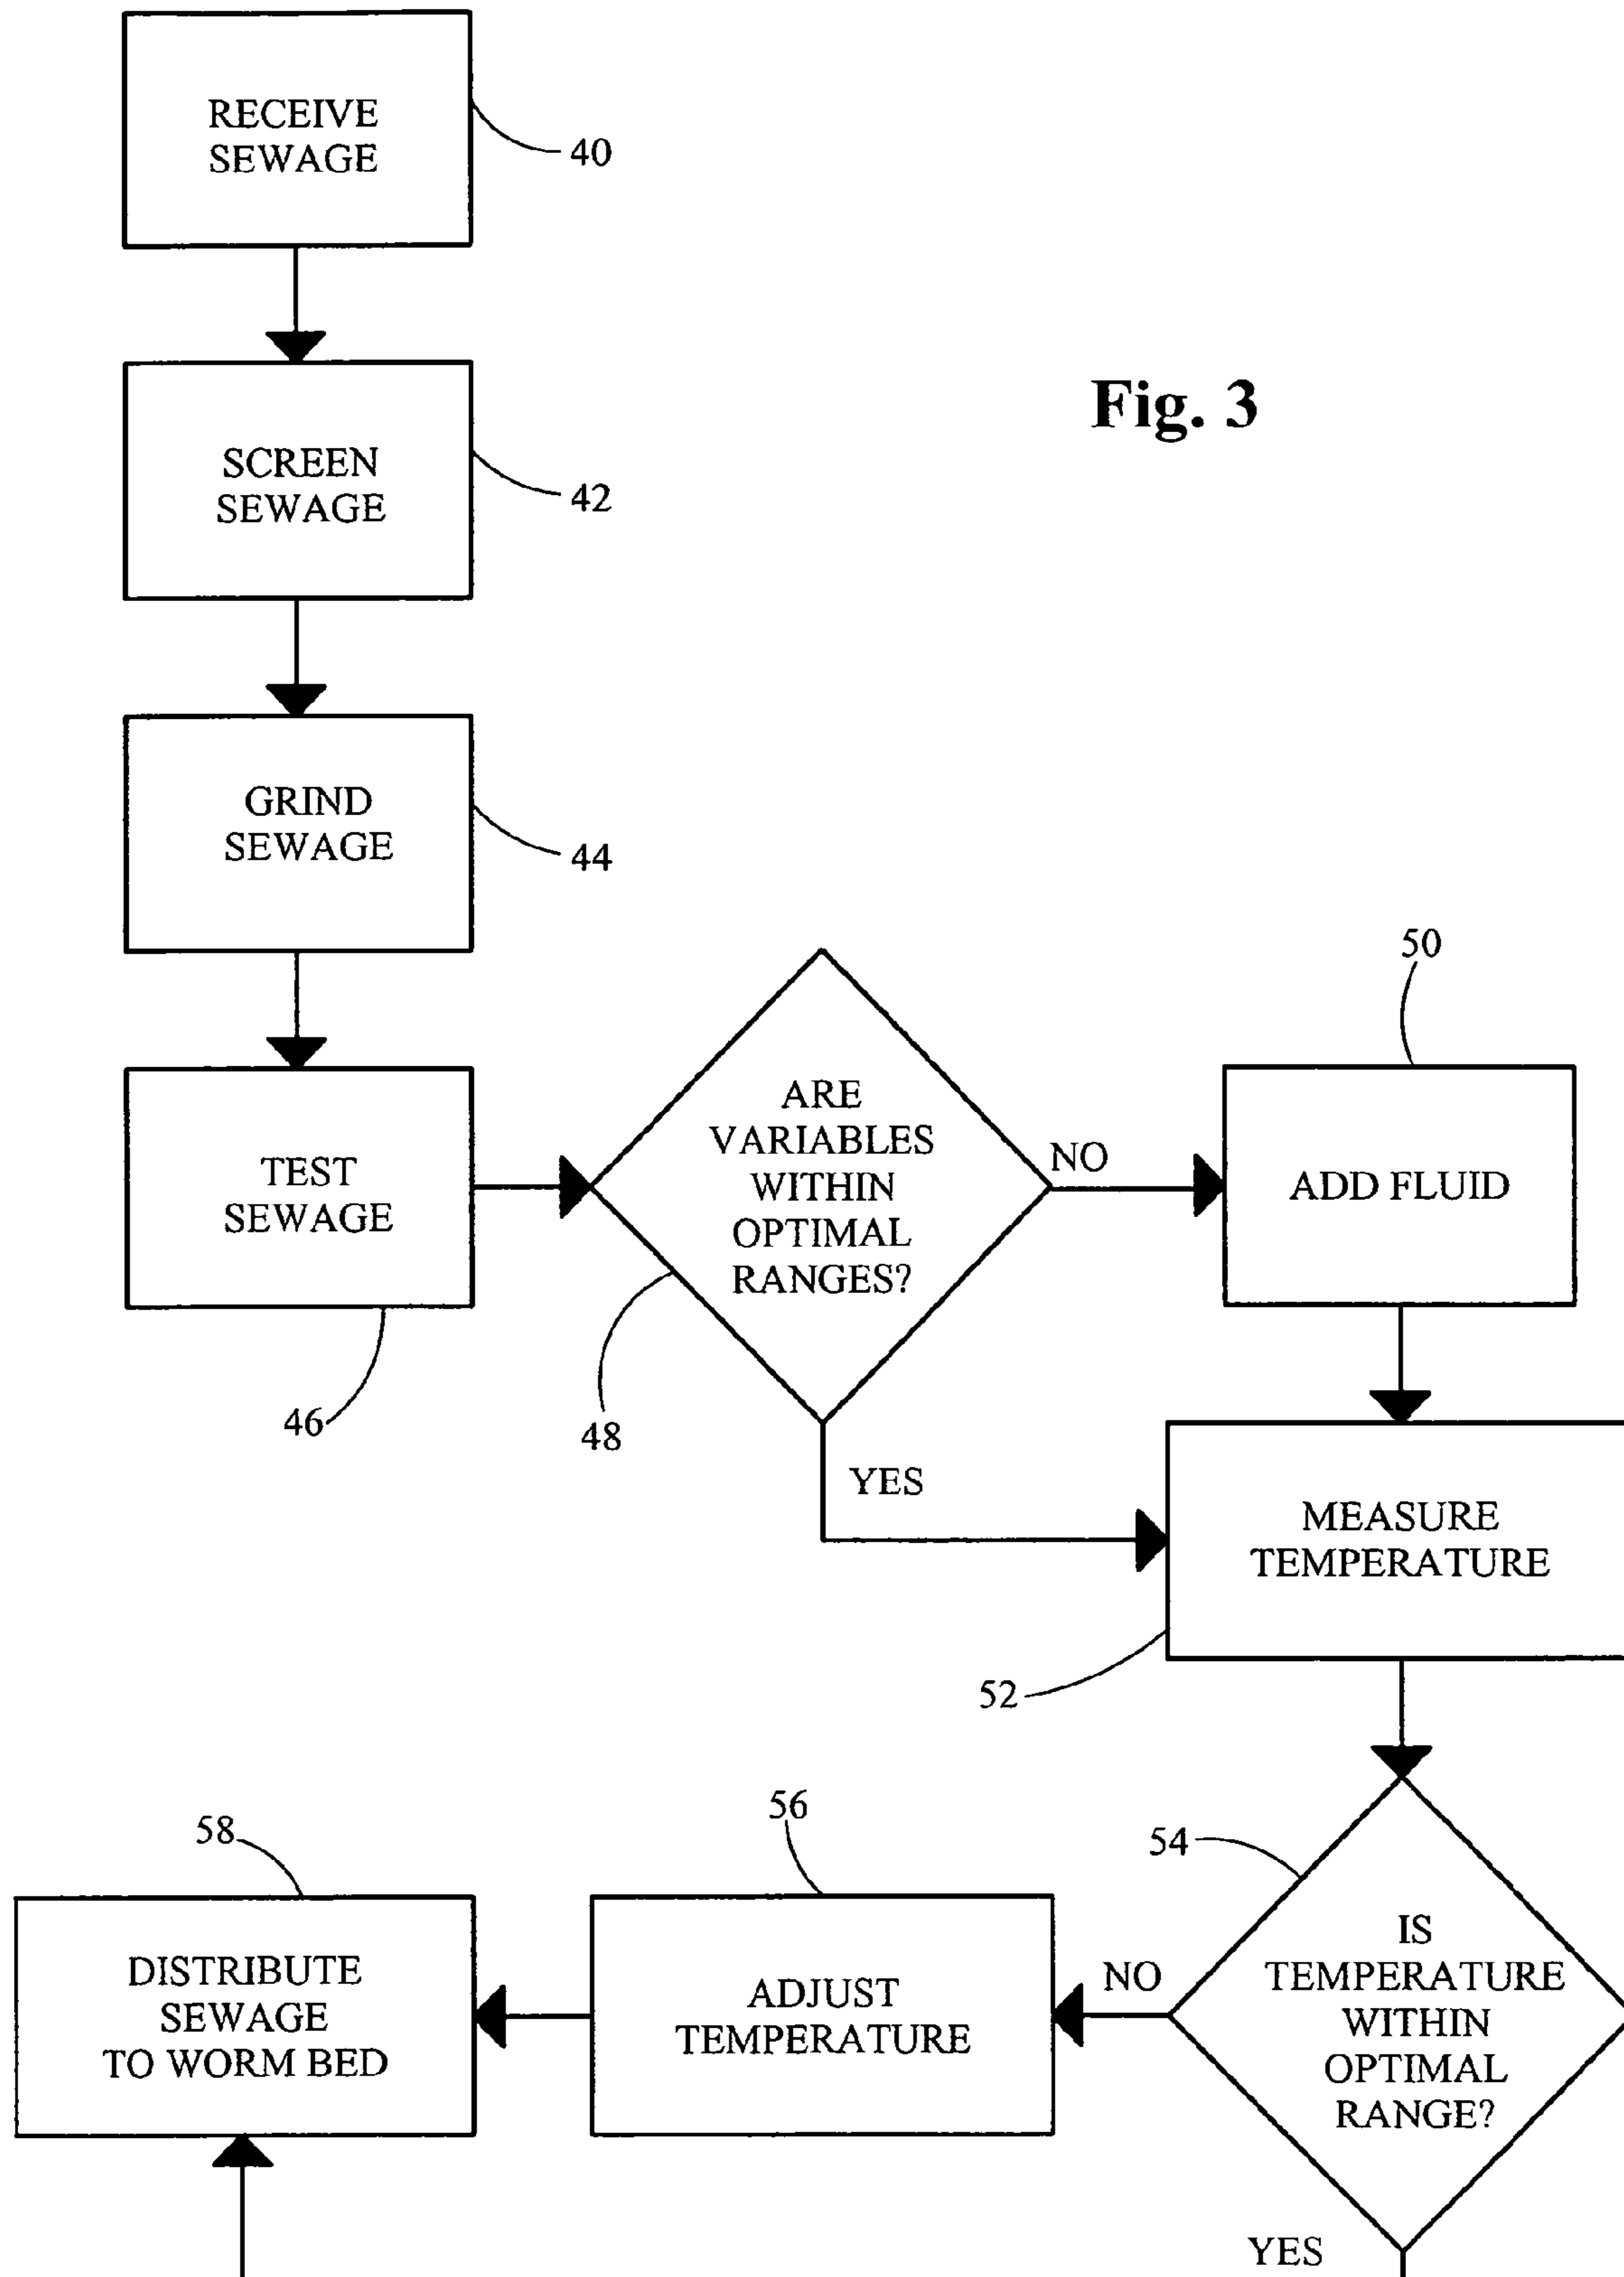 RECEIVE
SEWAGE
40
Fig. 3
SCREEN
SEWAGE
42
GRIND
SEWAGE
44
50
ARE
VARIABLES
WITHIN
OPTIMAL
RANGES?
NO
ADD FLUID
TEST
SEWAGE
46
48
YES
MEASURE
TEMPERATURE
52
56
58
54
IS
TEMPERATURE
WITHIN
OPTIMAL
RANGE?
NO
ADJUST
TEMPERATURE
DISTRIBUTE
SEWAGE
TO WORM BED
YES